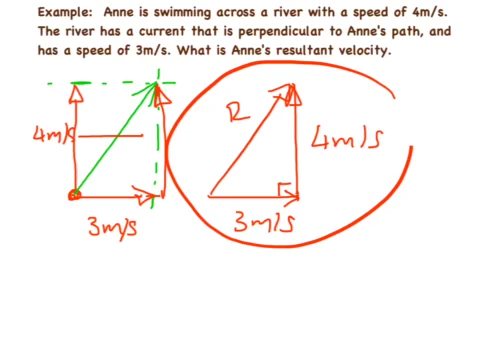 Example: Anne is swimming across a river with a speed of 4m/s.
The river has a current that is perpendicular to Anne's path, and
has a speed of 3m/s. What is Anne's resultant velocity.
4m/s
3m/s
R
4m/s
3m/s